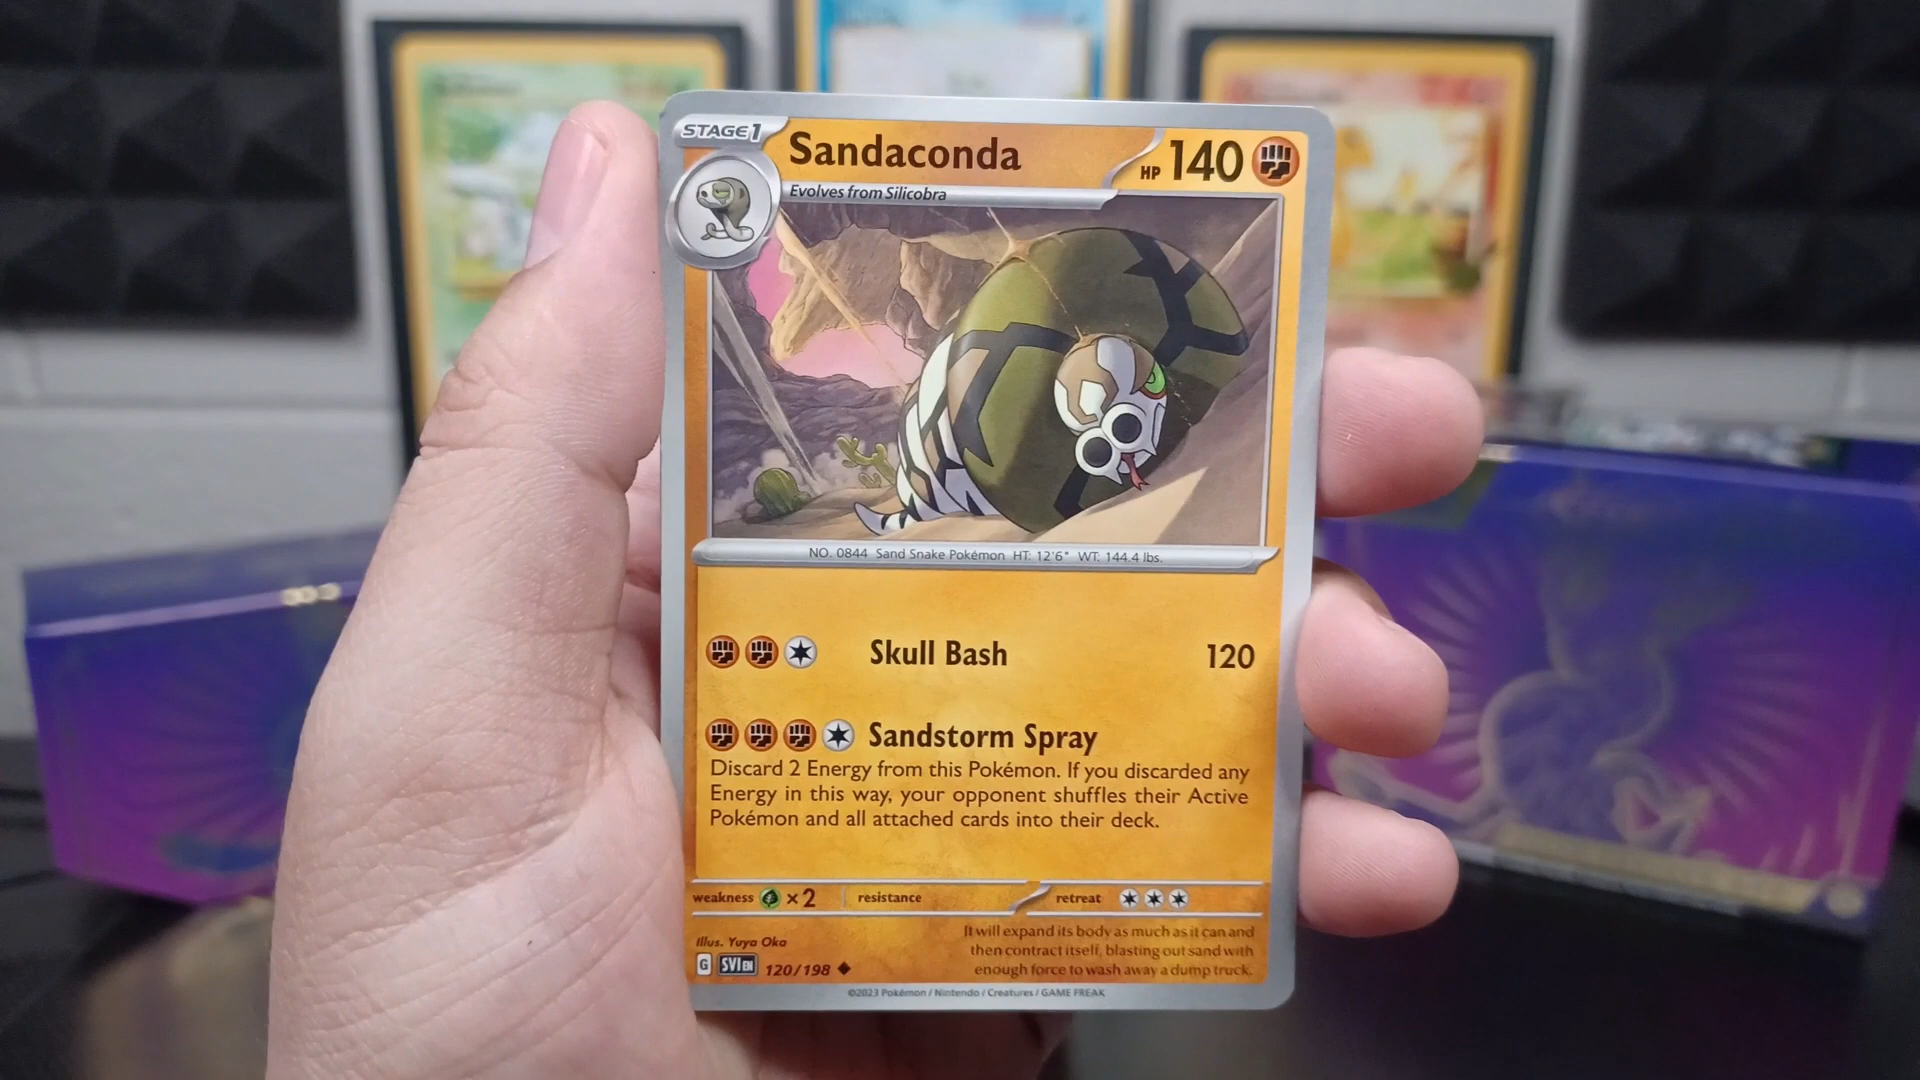 STAGE1
Sandaconda
HP 140
Evolves from Silicobra
NO. 0844 Sand Snake Pokémon HT: 12'6" WT: 144.4 lbs.
Skull Bash 120
Sandstorm Spray
Discard 2 Energy from this Pokémon. If you discarded any
Energy in this way, your opponent shuffles their Active
Pokémon and all attached cards into their deck.
weakness ×2 resistance retreat
Illus. Yuya Oka
G SVI EN 120/198
It will expand its body as much as it can and
then contract itself, blasting out sand with
enough force to wash away a dump truck.
©2023 Pokémon / Nintendo / Creatures / GAME FREAK